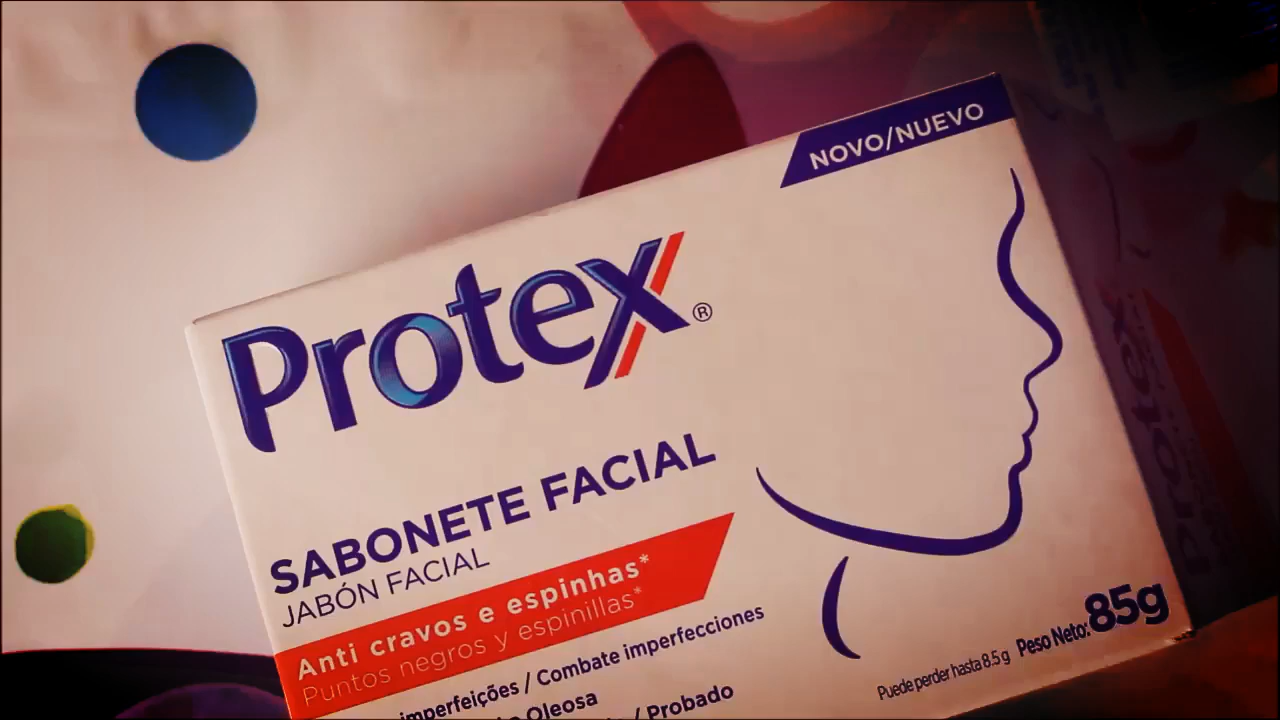 NOVO/NUEVO
Protex®
SABONETE FACIAL
JABÓN FACIAL
Anti cravos e espinhas*
Puntos negros y espinillas*
imperfeições / Combate imperfecciones
Oleosa
/ Probado
Puede perder hasta 8.5 g Peso Neto: 85g
Protex